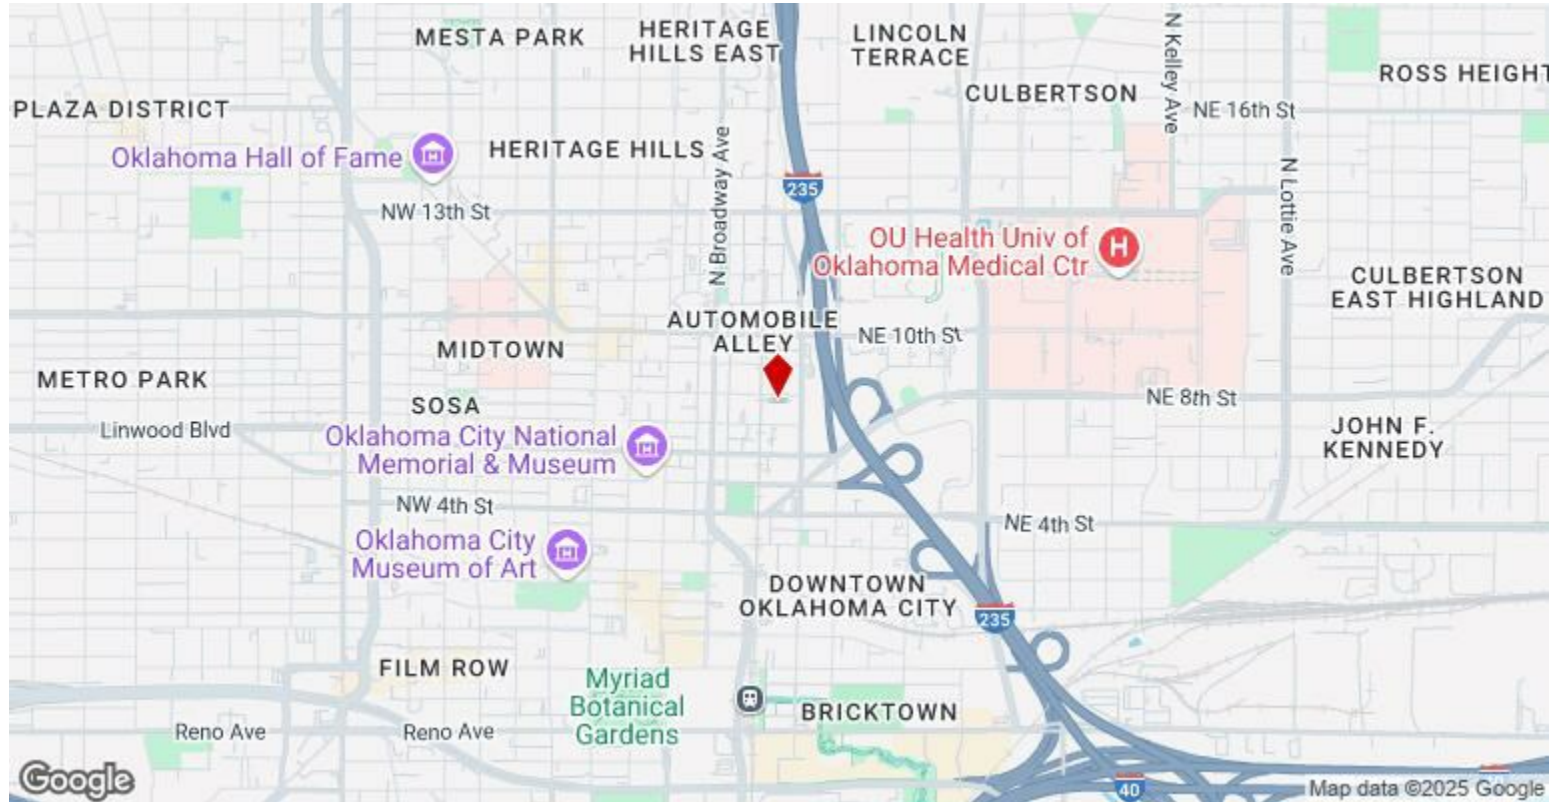 MESTA PARK
HERITAGE
HILLS EAST
LINCOLN
TERRACE
N Kelley Ave
ROSS HEIGHT
PLAZA DISTRICT
CULBERTSON
NE 16th St
Oklahoma Hall of Fame
HERITAGE HILLS
N Broadway Ave
235
N Lottie Ave
NW 13th St
OU Health Univ of
Oklahoma Medical Ctr
H
CULBERTSON
EAST HIGHLAND
AUTOMOBILE
ALLEY
NE 10th St
MIDTOWN
METRO PARK
SOSA
NE 8th St
Linwood Blvd
Oklahoma City National
Memorial & Museum
JOHN F.
KENNEDY
NW 4th St
NE 4th St
Oklahoma City
Museum of Art
DOWNTOWN
OKLAHOMA CITY
235
FILM ROW
Myriad
Botanical
Gardens
BRICKTOWN
Reno Ave
Reno Ave
Google
40
Map data ©2025 Google